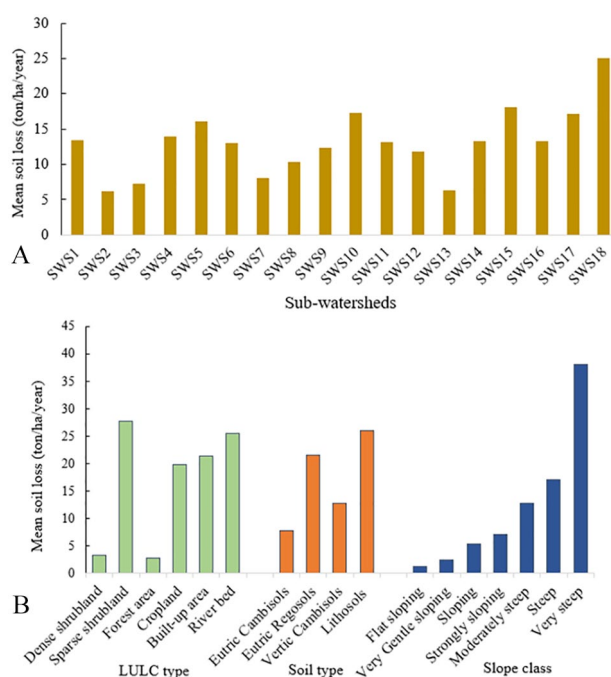 Mean soil loss (ton/ha/year)
30
25
20
15
10
5
0
SWS1
SWS2
SWS3
SWS4
SWS5
SWS6
SWS7
SWS8
SWS9
SWS10
SWS11
SWS12
SWS13
SWS14
SWS15
SWS16
SWS17
SWS18
A
Sub-watersheds
Mean soil loss (ton/ha/year)
45
40
35
30
25
20
15
10
5
0
Dense shrubland
Sparse shrubland
Forest area
Cropland
Built-up area
River bed
Eutric Cambisols
Eutric Regosols
Vertic Cambisols
Lithosols
Flat sloping
Very Gentle sloping
Sloping
Strongly sloping
Moderately steep
Steep
Very steep
B
LULC type
Soil type
Slope class